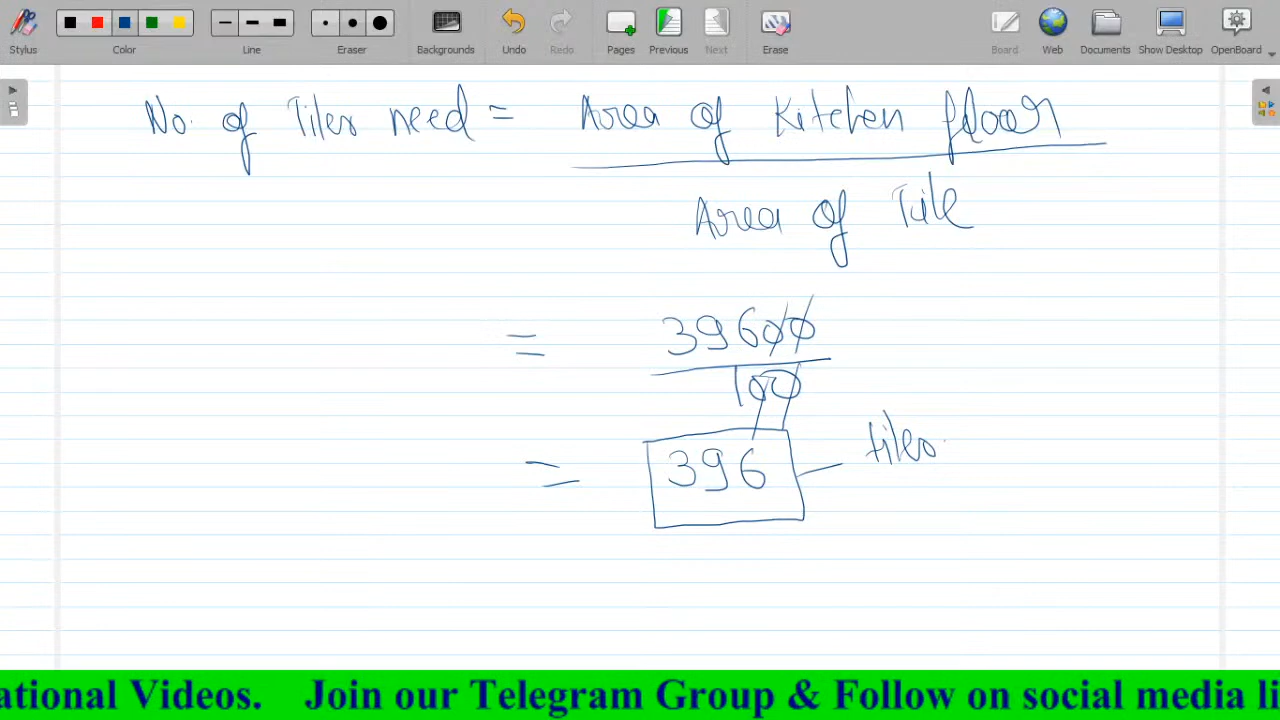 Stylus Color Line Eraser Backgrounds Undo Redo Pages Previous Next Erase Board Web Documents Show Desktop OpenBoard
No. of Tiles need = Area of Kitchen floor
Area of Tile
= 39600
100
= 396 tiles.
ational Videos. Join our Telegram Group & Follow on social media li